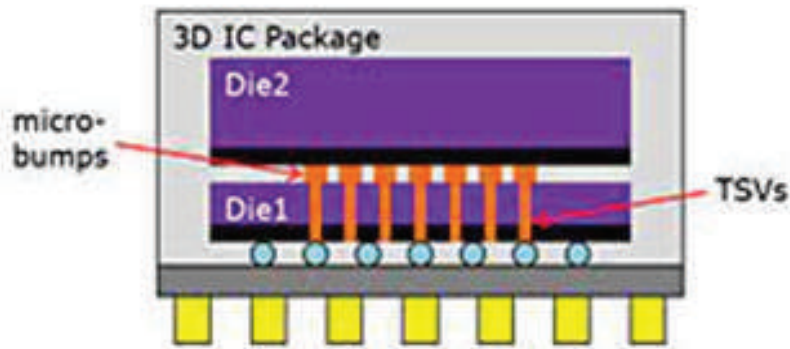 3D IC Package
Die2
micro-
bumps
Die1
TSVs